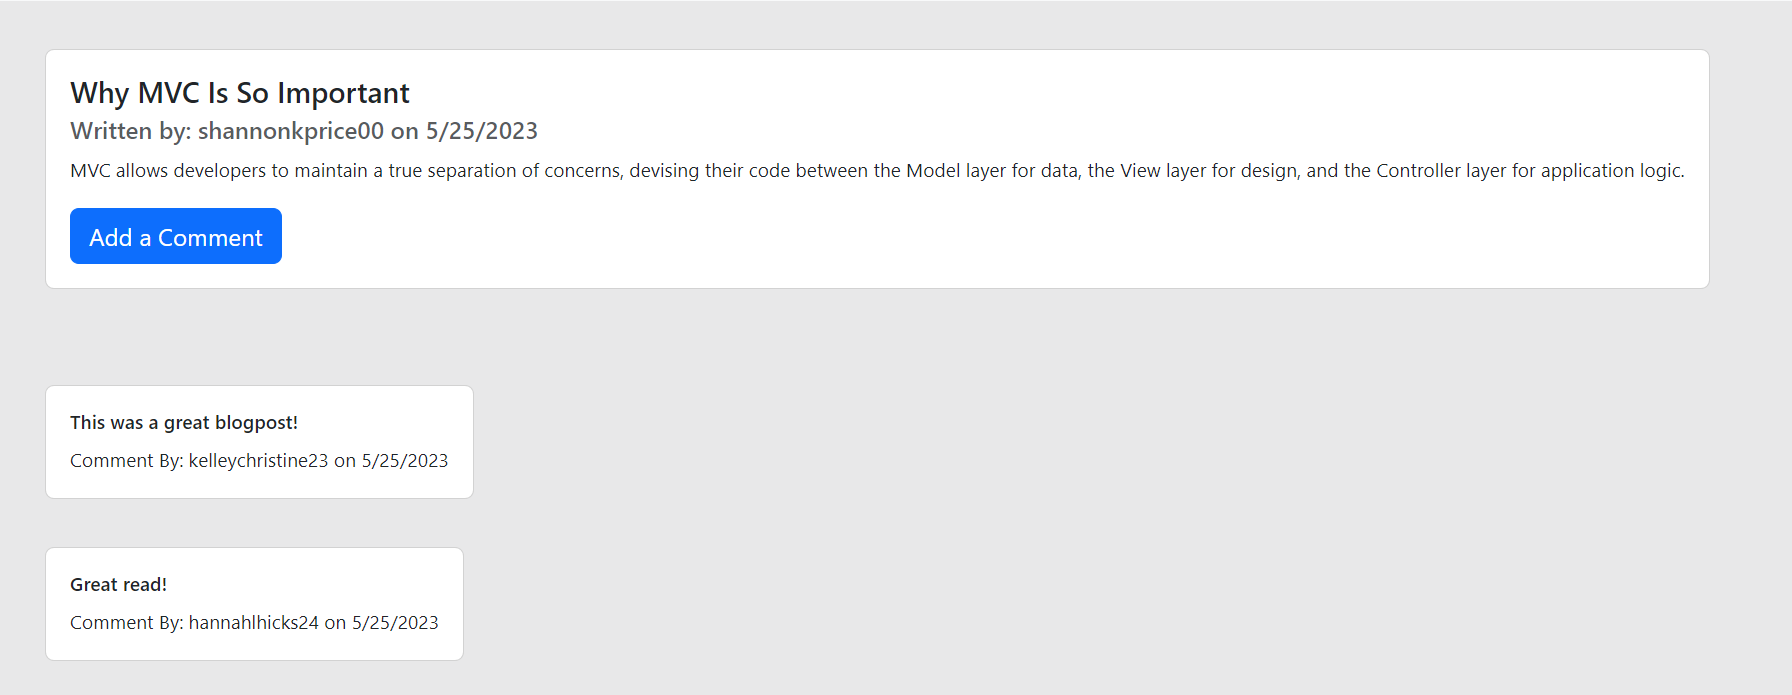 Why MVC Is So Important
Written by: shannonkprice00 on 5/25/2023
MVC allows developers to maintain a true separation of concerns, devising their code between the Model layer for data, the View layer for design, and the Controller layer for application logic.
Add a Comment
This was a great blogpost!
Comment By: kelleychristine23 on 5/25/2023
Great read!
Comment By: hannahlhicks24 on 5/25/2023